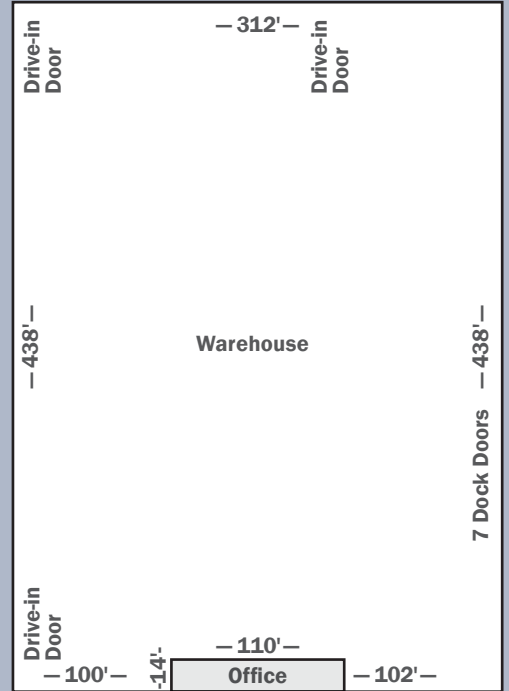 Drive-in
Door
—312'—
Drive-in
Door
—438'—
Warehouse
—438'—
7 Dock Doors
Drive-in
Door
—100'—
-14'-
—110'—
Office
—102'—